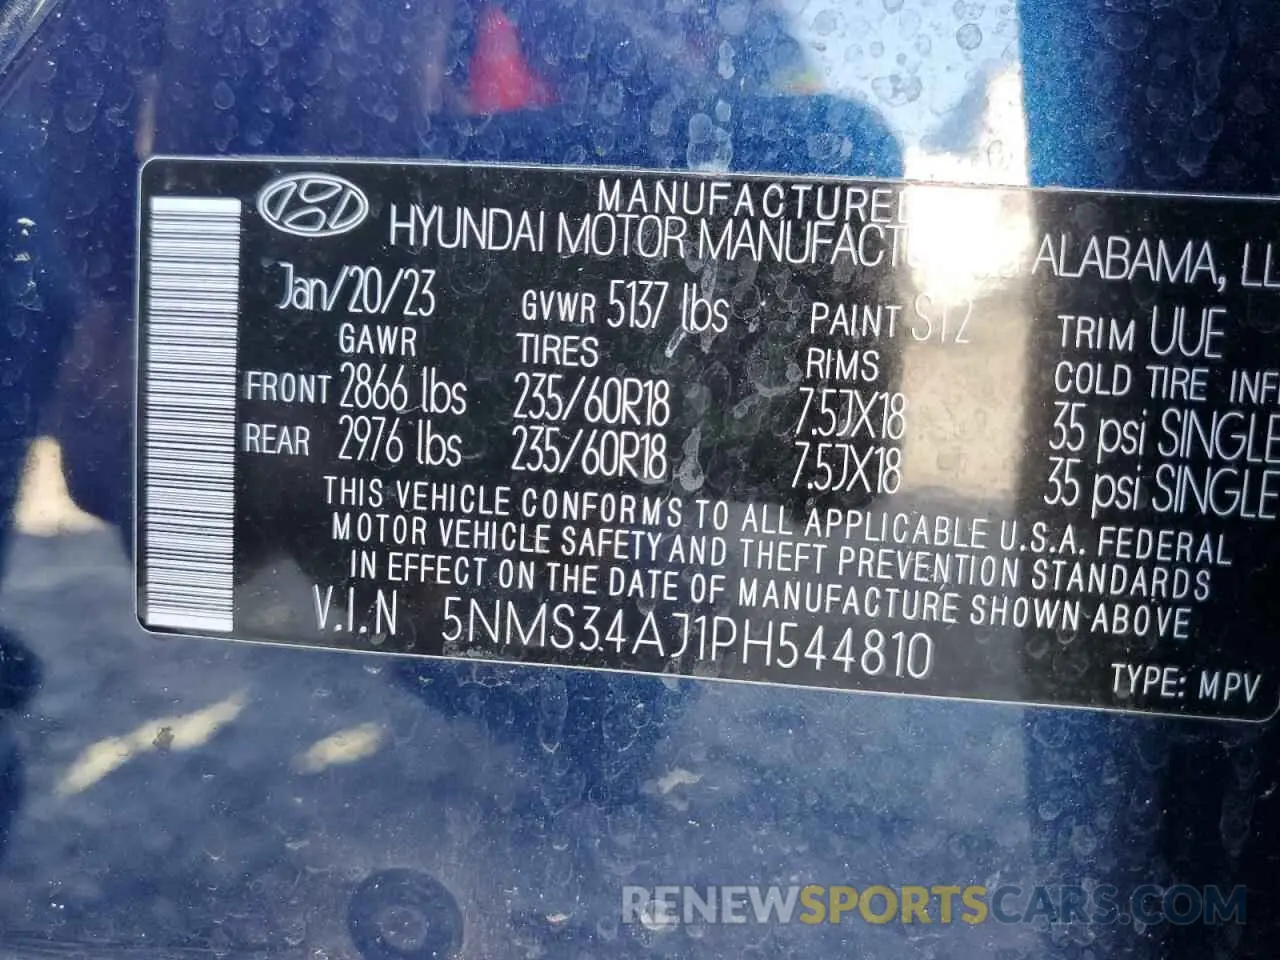 MANUFACTURED
HYUNDAI MOTOR ALABAMA,
Jan/20/23 GVWR 5137 lbs PAINT ST2 TRIM UUE
GAWR TIRES RIMS COLD TIRE INF
FRONT 2866 lbs 235/60R18 7.5JX18 35 psi SINGLE
REAR 2976 lbs 235/60R18 7.5JX18 35 psi SINGLE
THIS VEHICLE CONFORMS TO ALL APPLICABLE U.S.A. FEDERAL
MOTOR VEHICLE SAFETY AND THEFT PREVENTION STANDARDS
IN EFFECT ON THE DATE OF MANUFACTURE SHOWN ABOVE
V.I.N 5NMS34AJ1PH544810
TYPE: MPV
RENEWSPORTSCARS.COM